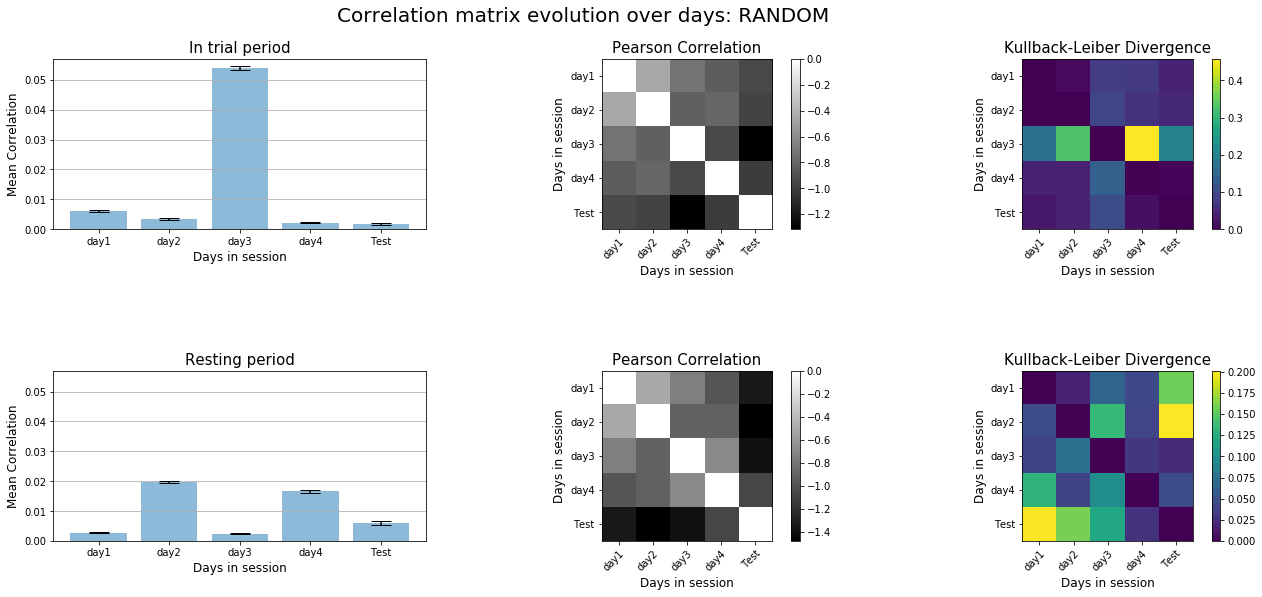 Correlation matrix evolution over days: RANDOM
In trial period
Mean Correlation
0.05
0.04
0.03
0.02
0.01
0.00
day1 day2 day3 day4 Test
Days in session
Pearson Correlation
Days in session
day1
day2
day3
day4
Test
day1 day2 day3 day4 Test
Days in session
0.0
−0.2
−0.4
−0.6
−0.8
−1.0
−1.2
Kullback-Leiber Divergence
Days in session
day1
day2
day3
day4
Test
day1 day2 day3 day4 Test
Days in session
0.4
0.3
0.2
0.1
0.0
Resting period
Mean Correlation
0.05
0.04
0.03
0.02
0.01
0.00
day1 day2 day3 day4 Test
Days in session
Pearson Correlation
Days in session
day1
day2
day3
day4
Test
day1 day2 day3 day4 Test
Days in session
0.0
−0.2
−0.4
−0.6
−0.8
−1.0
−1.2
−1.4
Kullback-Leiber Divergence
Days in session
day1
day2
day3
day4
Test
day1 day2 day3 day4 Test
Days in session
0.200
0.175
0.150
0.125
0.100
0.075
0.050
0.025
0.000